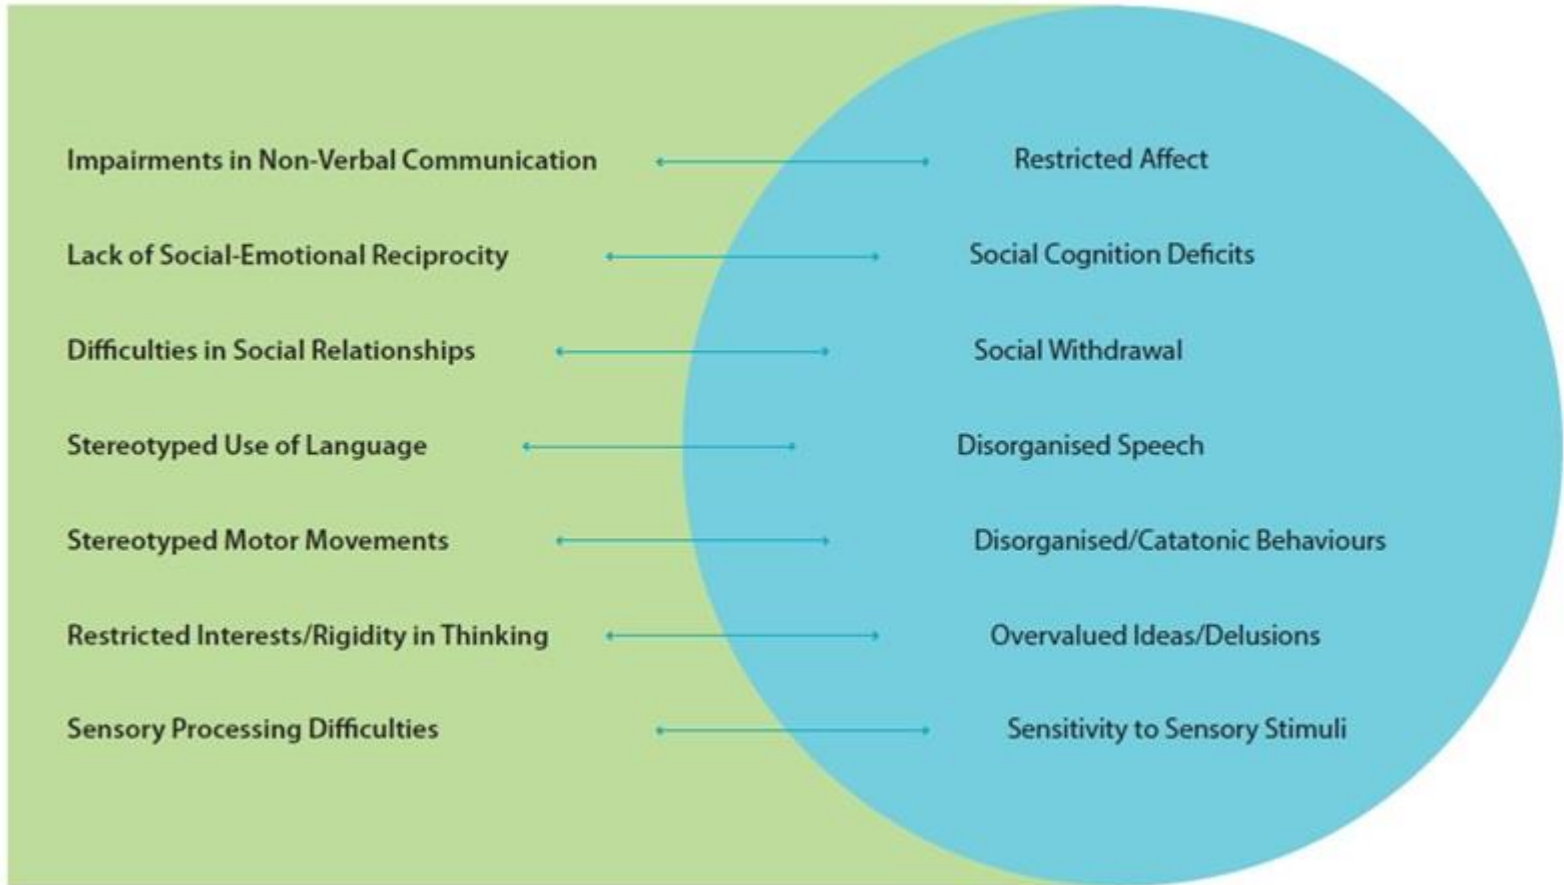 Impairments in Non-Verbal Communication Restricted Affect
Lack of Social-Emotional Reciprocity Social Cognition Deficits
Difficulties in Social Relationships Social Withdrawal
Stereotyped Use of Language Disorganised Speech
Stereotyped Motor Movements Disorganised/Catatonic Behaviours
Restricted Interests/Rigidity in Thinking Overvalued Ideas/Delusions
Sensory Processing Difficulties Sensitivity to Sensory Stimuli